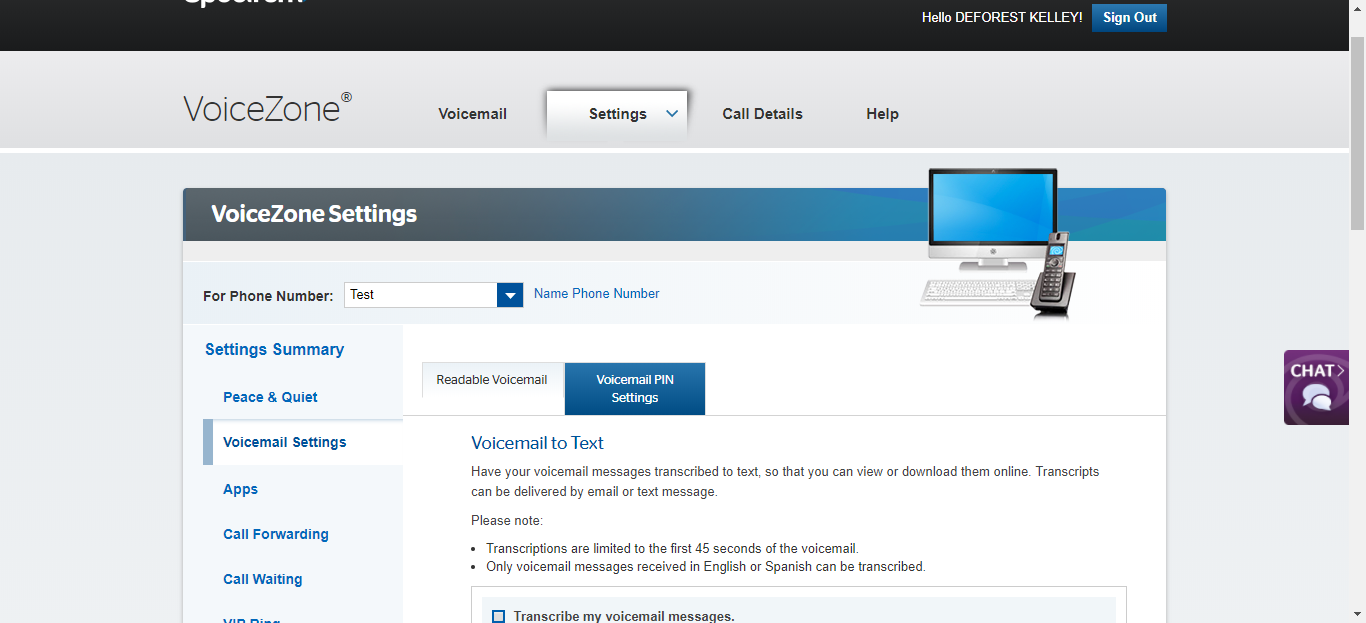 Hello DEFOREST KELLEY!
Sign Out
VoiceZone®
Voicemail
Settings
Call Details
Help
VoiceZone Settings
For Phone Number:
Test
Name Phone Number
Settings Summary
Peace & Quiet
Voicemail Settings
Apps
Call Forwarding
Call Waiting
Readable Voicemail
Voicemail PIN
Settings
Voicemail to Text
Have your voicemail messages transcribed to text, so that you can view or download them online. Transcripts
can be delivered by email or text message.
Please note:
• Transcriptions are limited to the first 45 seconds of the voicemail.
• Only voicemail messages received in English or Spanish can be transcribed.
Transcribe my voicemail messages.
CHAT>